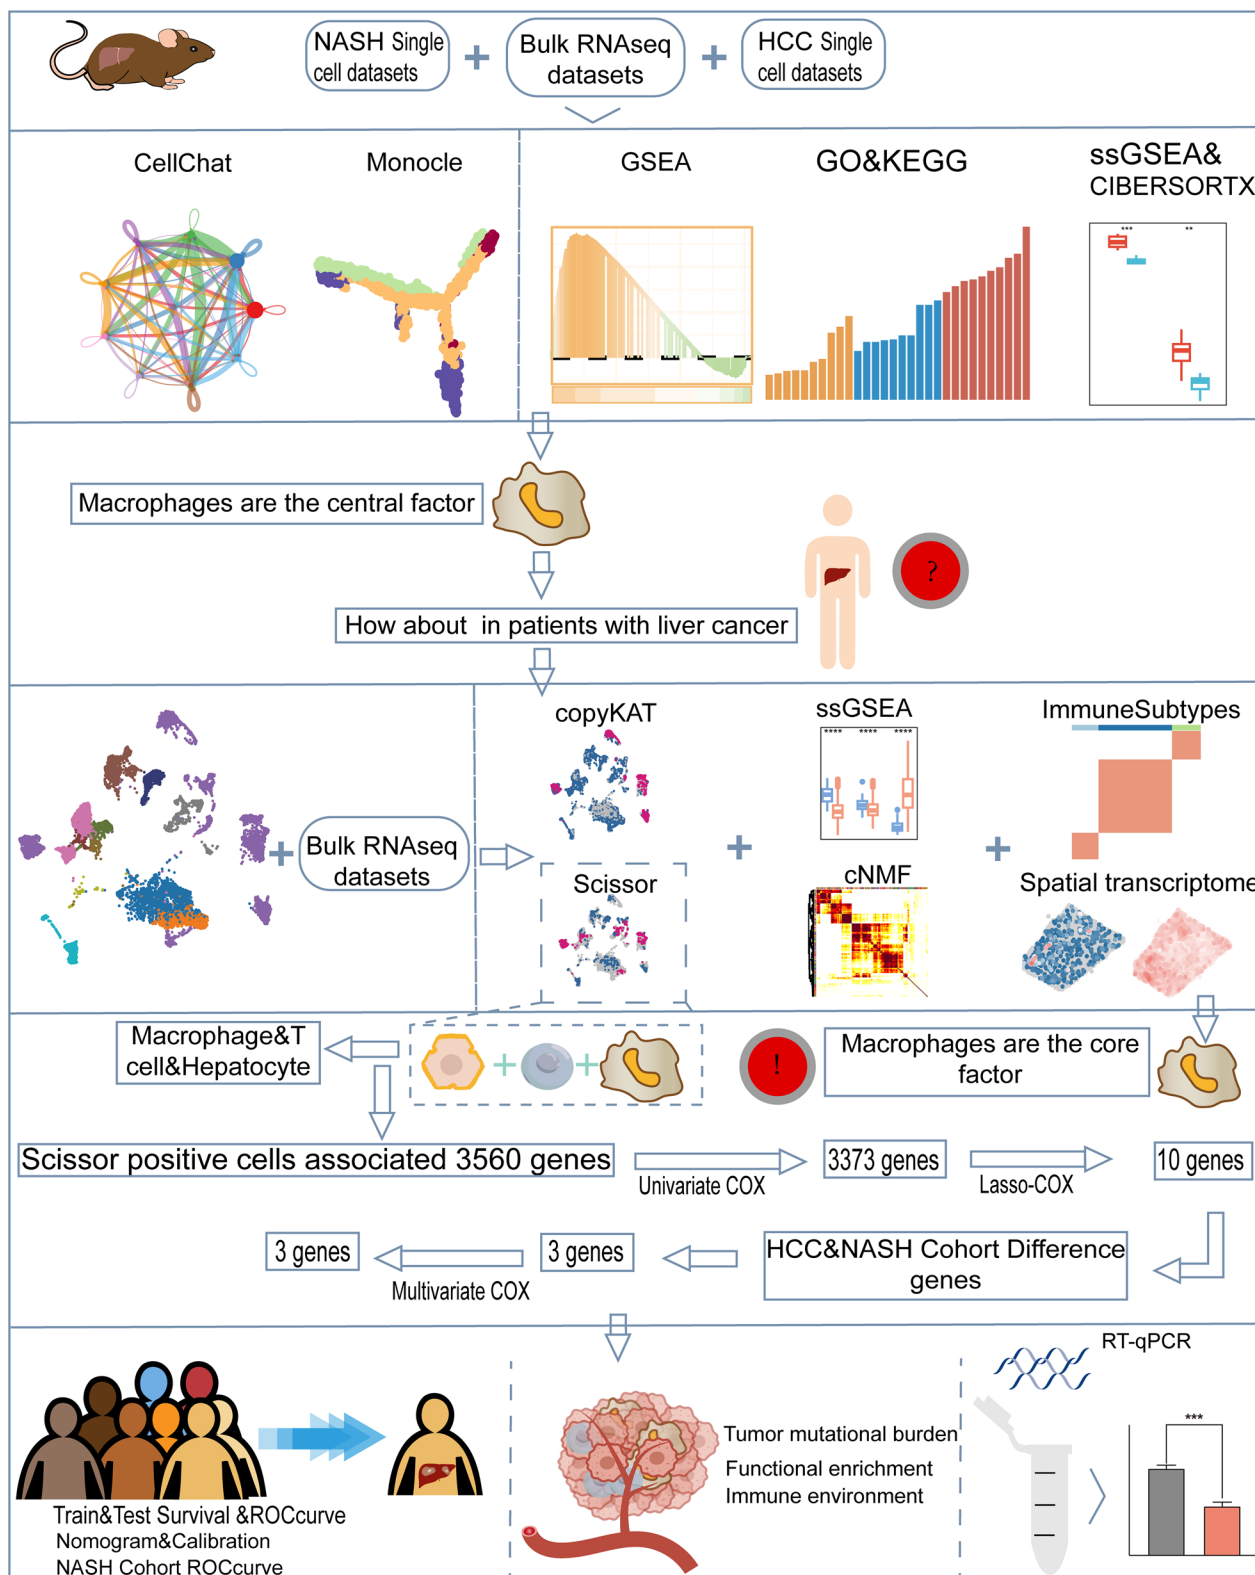 NASH Single
cell datasets
+
Bulk RNAseq
datasets
+
HCC Single
cell datasets
CellChat
Monocle
GSEA
GO&KEGG
ssGSEA&
CIBERSORTX
***
**
Macrophages are the central factor
?
How about in patients with liver cancer
copyKAT
ssGSEA
****
****
****
ImmuneSubtypes
+
Bulk RNAseq
datasets
+
+
Scissor
cNMF
Spatial transcriptome
Macrophage&T
cell&Hepatocyte
+
+
!
Macrophages are the core
factor
Scissor positive cells associated 3560 genes
Univariate COX
3373 genes
Lasso-COX
10 genes
3 genes
Multivariate COX
3 genes
HCC&NASH Cohort Difference
genes
Train&Test Survival &ROCcurve
Nomogram&Calibration
NASH Cohort ROCcurve
Tumor mutational burden
Functional enrichment
Immune environment
RT-qPCR
***